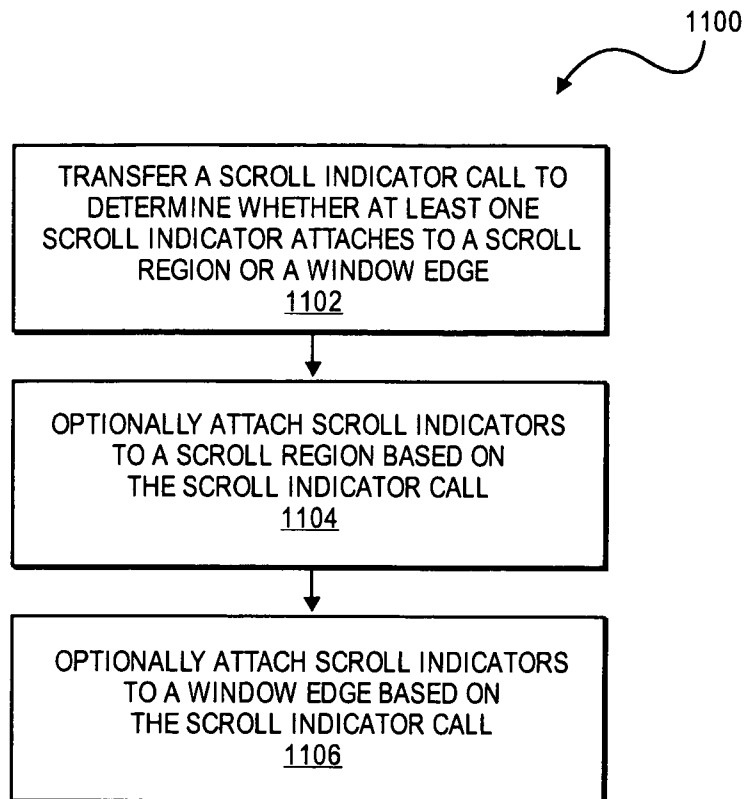 1100
TRANSFER A SCROLL INDICATOR CALL TO
DETERMINE WHETHER AT LEAST ONE
SCROLL INDICATOR ATTACHES TO A SCROLL
REGION OR A WINDOW EDGE
1102
OPTIONALLY ATTACH SCROLL INDICATORS
TO A SCROLL REGION BASED ON
THE SCROLL INDICATOR CALL
1104
OPTIONALLY ATTACH SCROLL INDICATORS
TO A WINDOW EDGE BASED ON
THE SCROLL INDICATOR CALL
1106